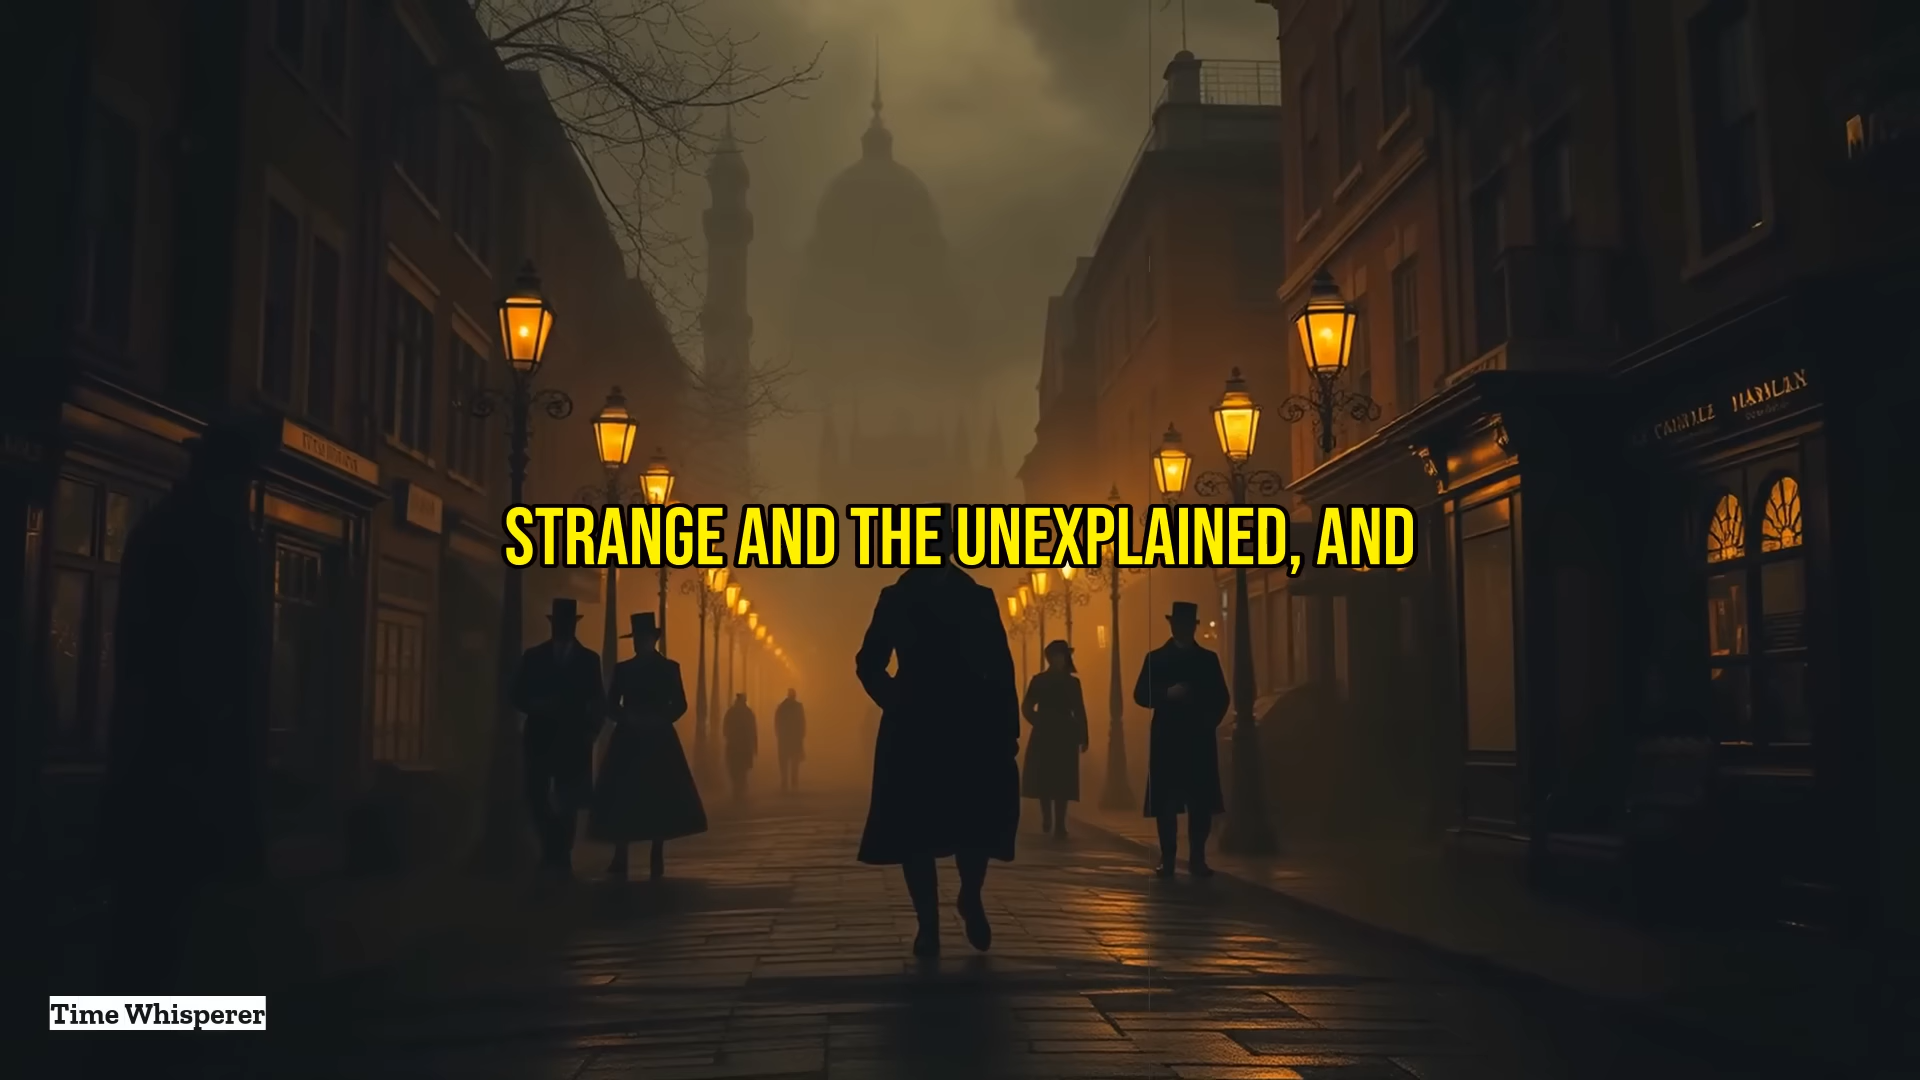 STRANGE AND THE UNEXPLAINED, AND
Time Whisperer